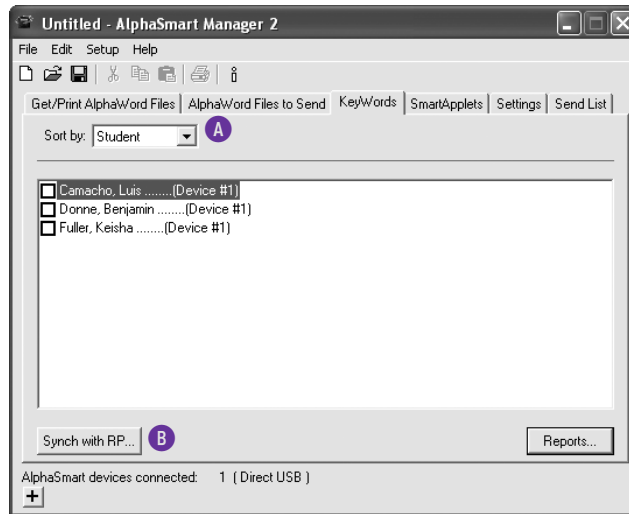 Untitled - AlphaSmart Manager 2
File Edit Setup Help
Get/Print AlphaWord Files AlphaWord Files to Send KeyWords SmartApplets Settings Send List
Sort by: Student A
Camacho, Luis ........(Device #1)
Donne, Benjamin ........(Device #1)
Fuller, Keisha ........(Device #1)
Synch with RP... B Reports...
AlphaSmart devices connected: 1 ( Direct USB )